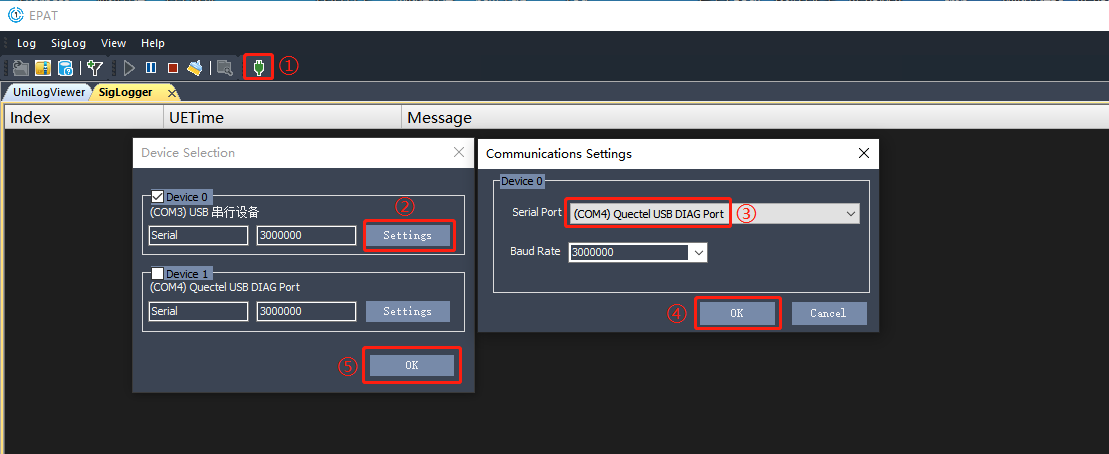 EPAT
Log SigLog View Help
①
UniLogViewer SigLogger
Index UETime Message
Device Selection
Device 0
(COM3) USB 串行设备
②
Serial 3000000 Settings
Device 1
(COM4) Quectel USB DIAG Port
Serial 3000000 Settings
⑤ OK
Communications Settings
Device 0
Serial Port (COM4) Quectel USB DIAG Port ③
Baud Rate 3000000
④ OK Cancel